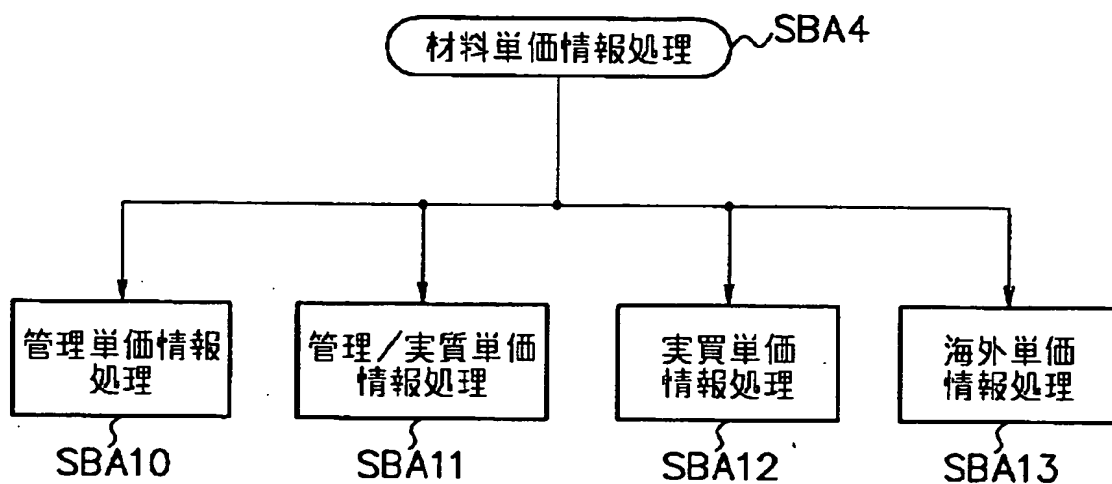 材料単価情報処理
SBA4
管理単価情報
処理
管理/実質単価
情報処理
実買単価
情報処理
海外単価
情報処理
SBA10
SBA11
SBA12
SBA13